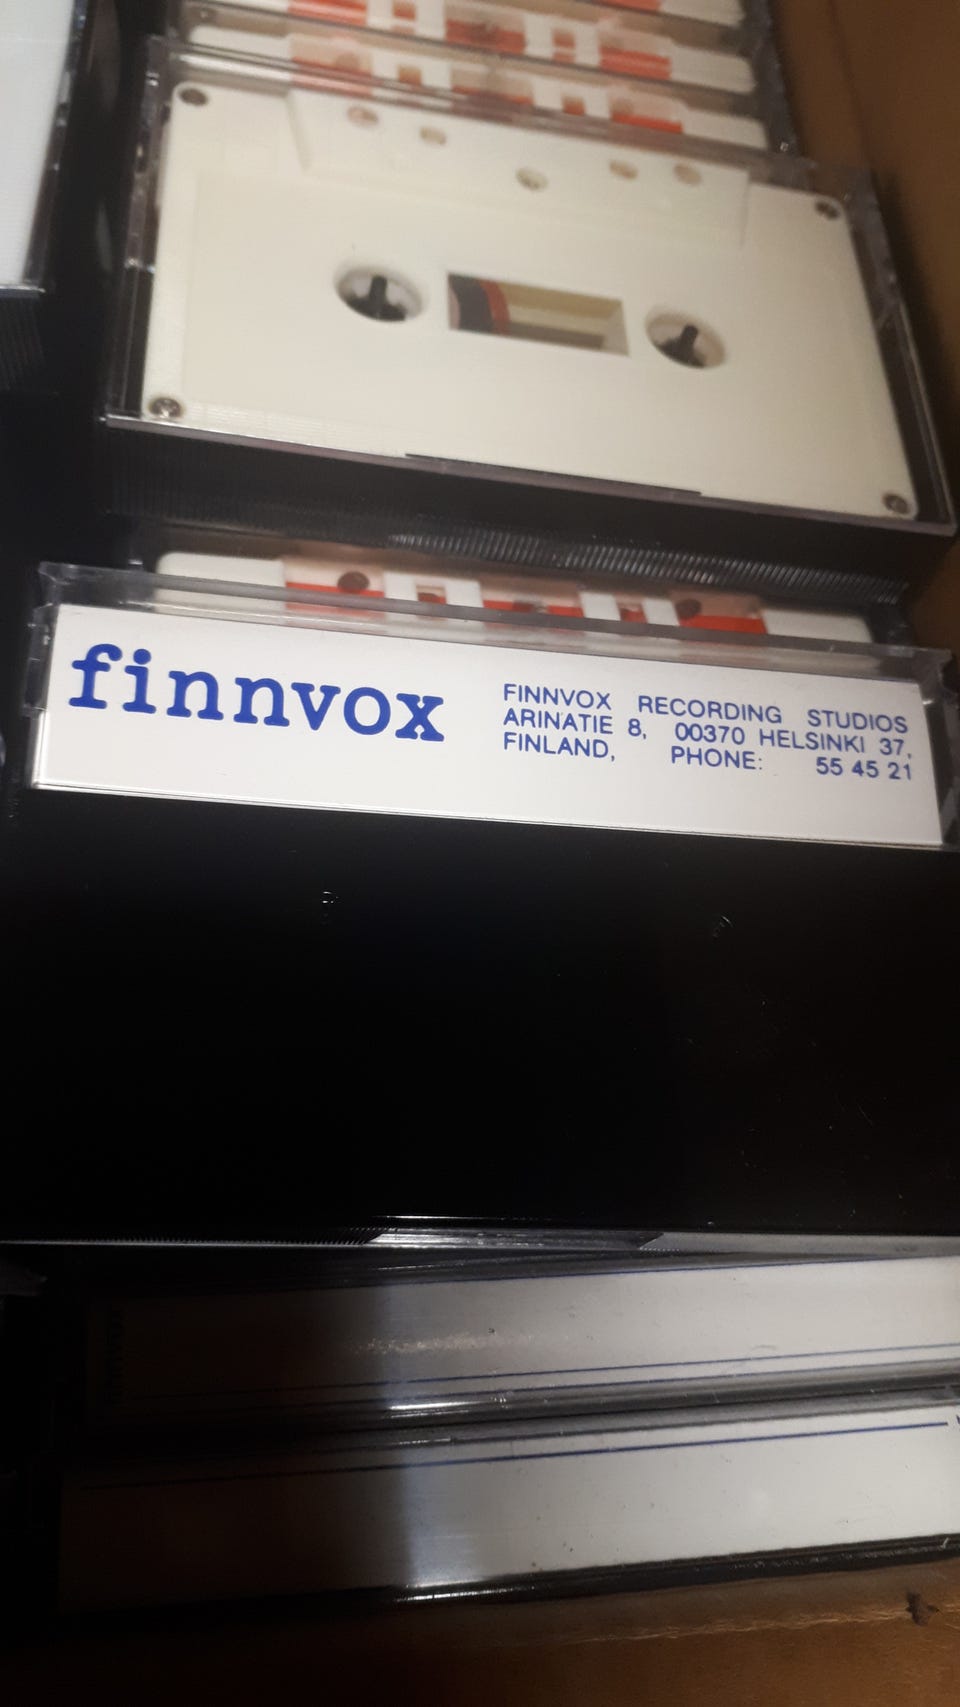 finnvox
FINNVOX RECORDING STUDIOS
ARINATIE 8, 00370 HELSINKI 37,
FINLAND, PHONE: 55 45 21